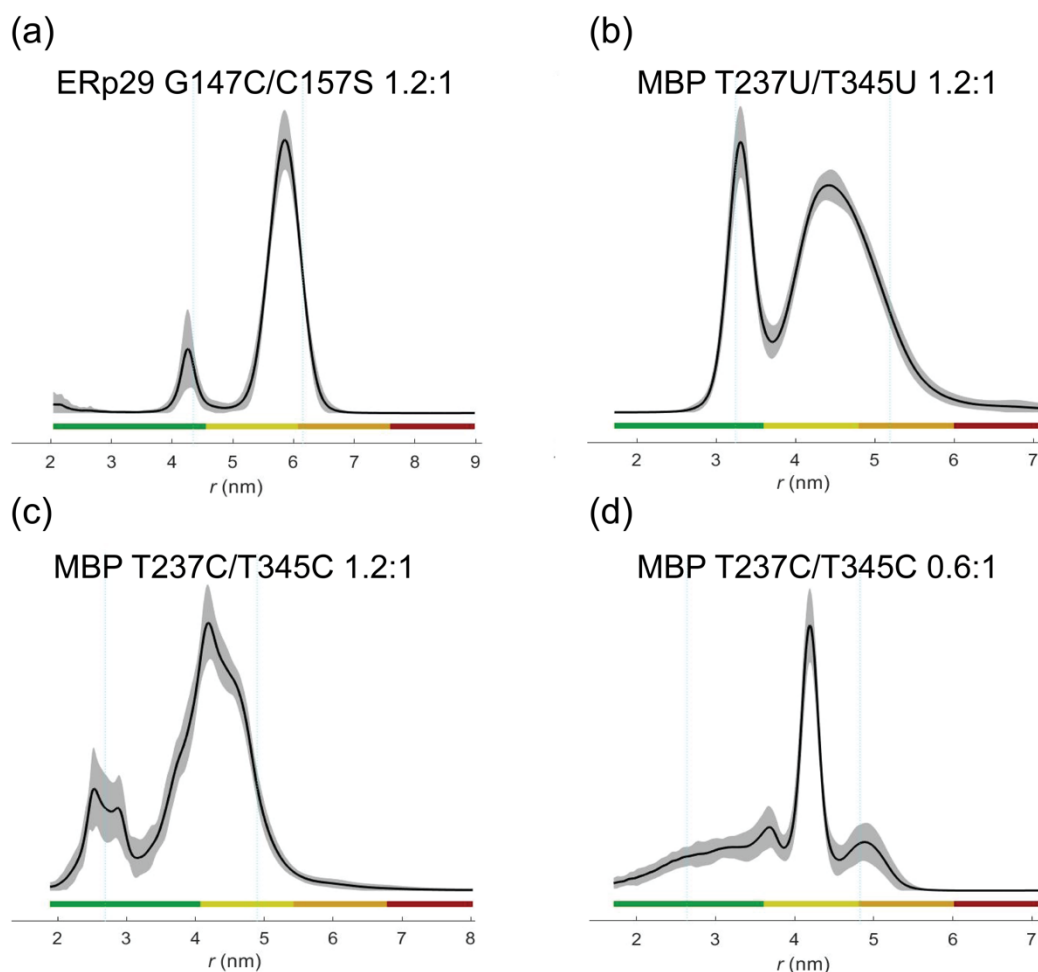 (a)
ERp29 G147C/C157S 1.2:1
2 3 4 5 6 7 8 9
r (nm)
(b)
MBP T237U/T345U 1.2:1
2 3 4 5 6 7
r (nm)
(c)
MBP T237C/T345C 1.2:1
2 3 4 5 6 7 8
r (nm)
(d)
MBP T237C/T345C 0.6:1
2 3 4 5 6 7
r (nm)